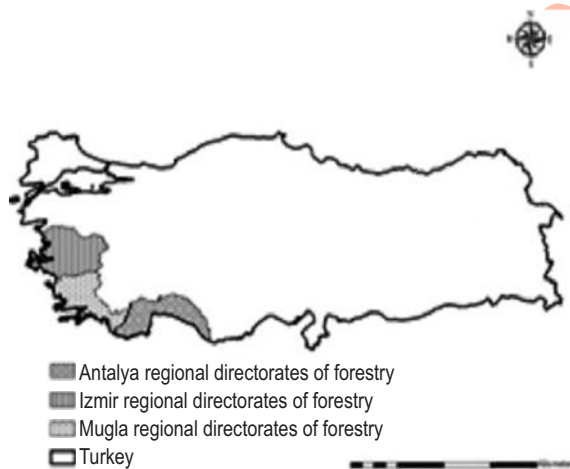 N
S
Antalya regional directorates of forestry
Izmir regional directorates of forestry
Mugla regional directorates of forestry
Turkey